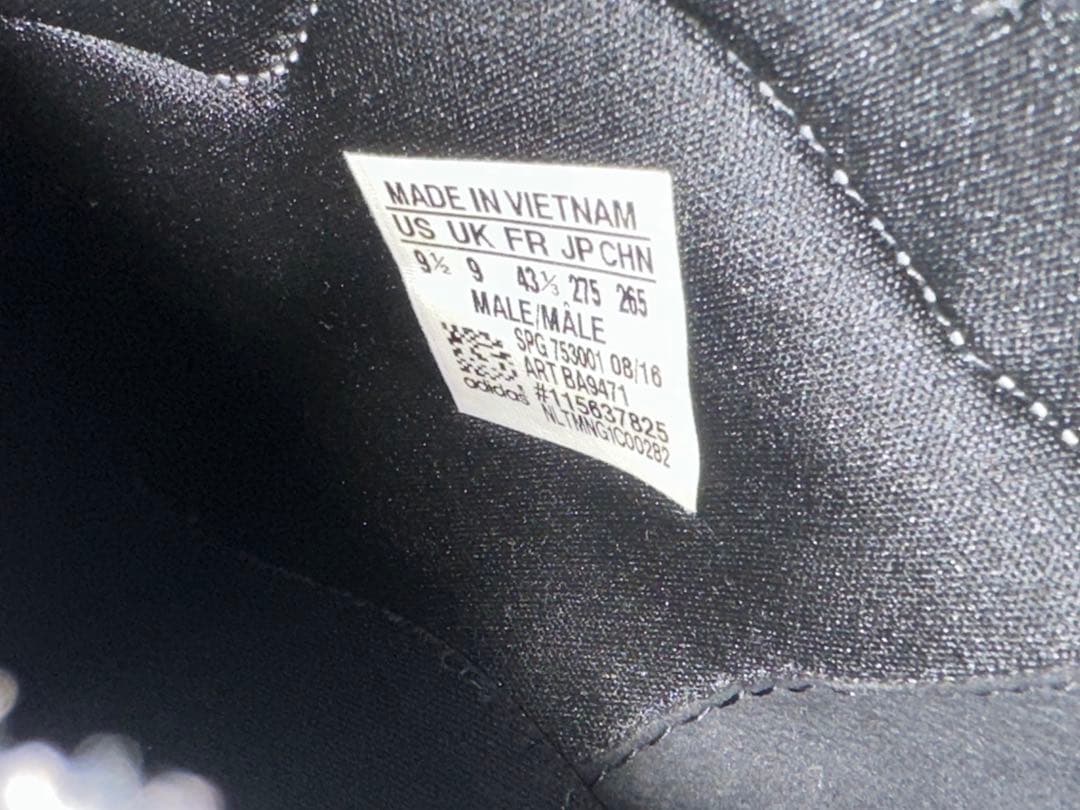 MADE IN VIETNAM
US UK FR JP CHN
9½ 9 43⅓ 275 265
MALE/MÂLE
SPG 753001 08/16
ART BA9471
#115637825
adidas
NLTMNG1C00282